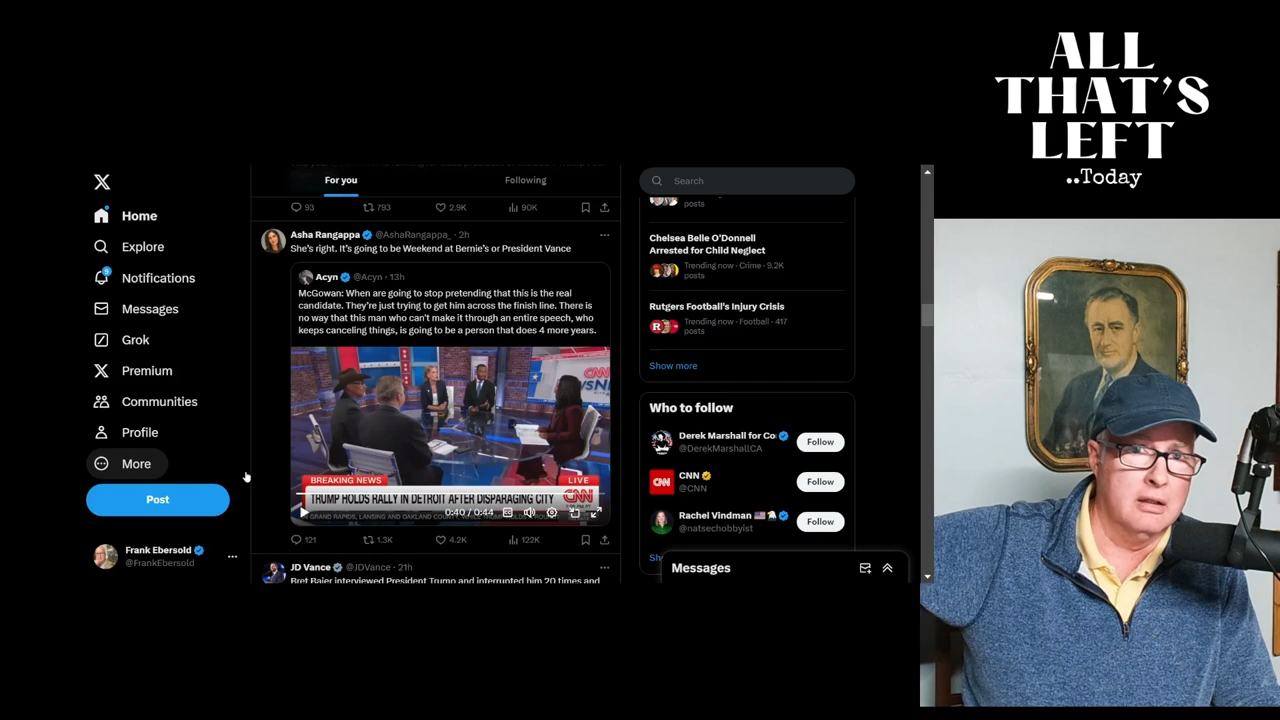 ALL
THAT'S
LEFT
..Today
For you
Following
Search
93
793
2.9K
90K
posts
Home
Explore
Notifications
Messages
Grok
Premium
Communities
Profile
More
Post
Frank Ebersold
@FrankEbersold
Asha Rangappa @AshaRangappa_ · 2h
She's right. It's going to be Weekend at Bernie's or President Vance
Acyn @Acyn · 13h
McGowan: When are going to stop pretending that this is the real
candidate. They're just trying to get him across the finish line. There is
no way that this man who can't make it through an entire speech, who
keeps canceling things, is going to be a person that does 4 more years.
BREAKING NEWS
LIVE
TRUMP HOLDS RALLY IN DETROIT AFTER DISPARAGING CITY
CNN
0:40 / 0:44
121
1.3K
4.2K
122K
JD Vance @JDVance · 21h
Bret Baier interviewed President Trump and interrupted him 20 times and
Chelsea Belle O'Donnell
Arrested for Child Neglect
Trending now · Crime · 9.2K
posts
Rutgers Football's Injury Crisis
Trending now · Football · 417
posts
Show more
Who to follow
Derek Marshall for Co
@DerekMarshallCA
Follow
CNN
@CNN
Follow
Rachel Vindman
@natsechobbyist
Follow
Messages